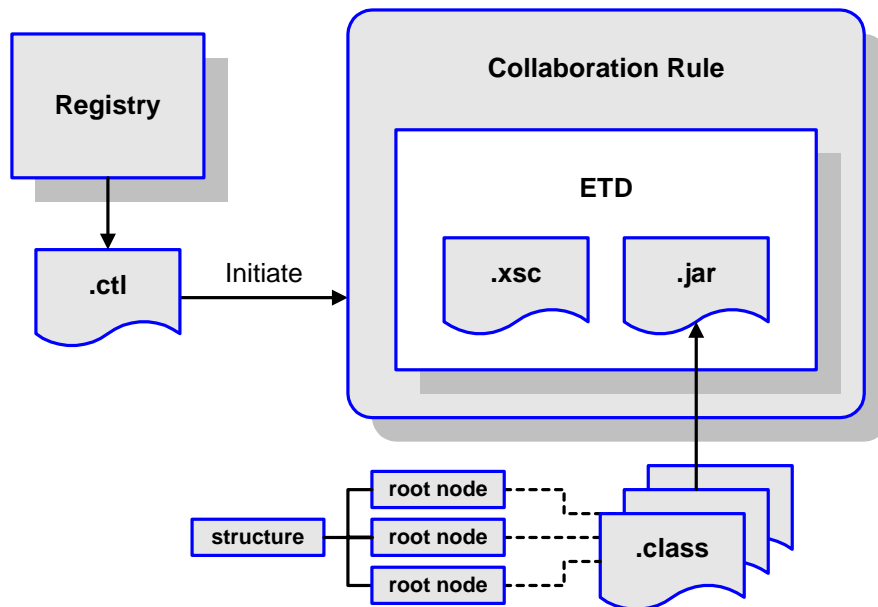 Registry
Collaboration Rule
ETD
.ctl
Initiate
.xsc
.jar
root node
structure
root node
root node
.class